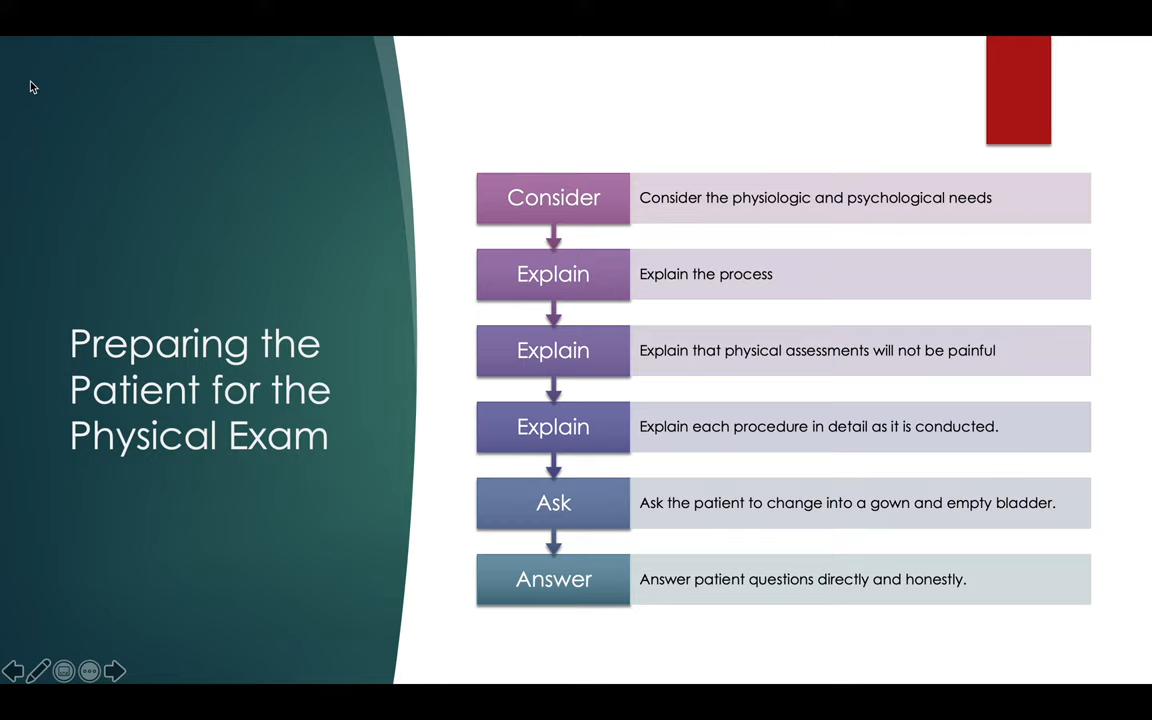 Preparing the
Patient for the
Physical Exam
Consider
Consider the physiologic and psychological needs
Explain
Explain the process
Explain
Explain that physical assessments will not be painful
Explain
Explain each procedure in detail as it is conducted.
Ask
Ask the patient to change into a gown and empty bladder.
Answer
Answer patient questions directly and honestly.